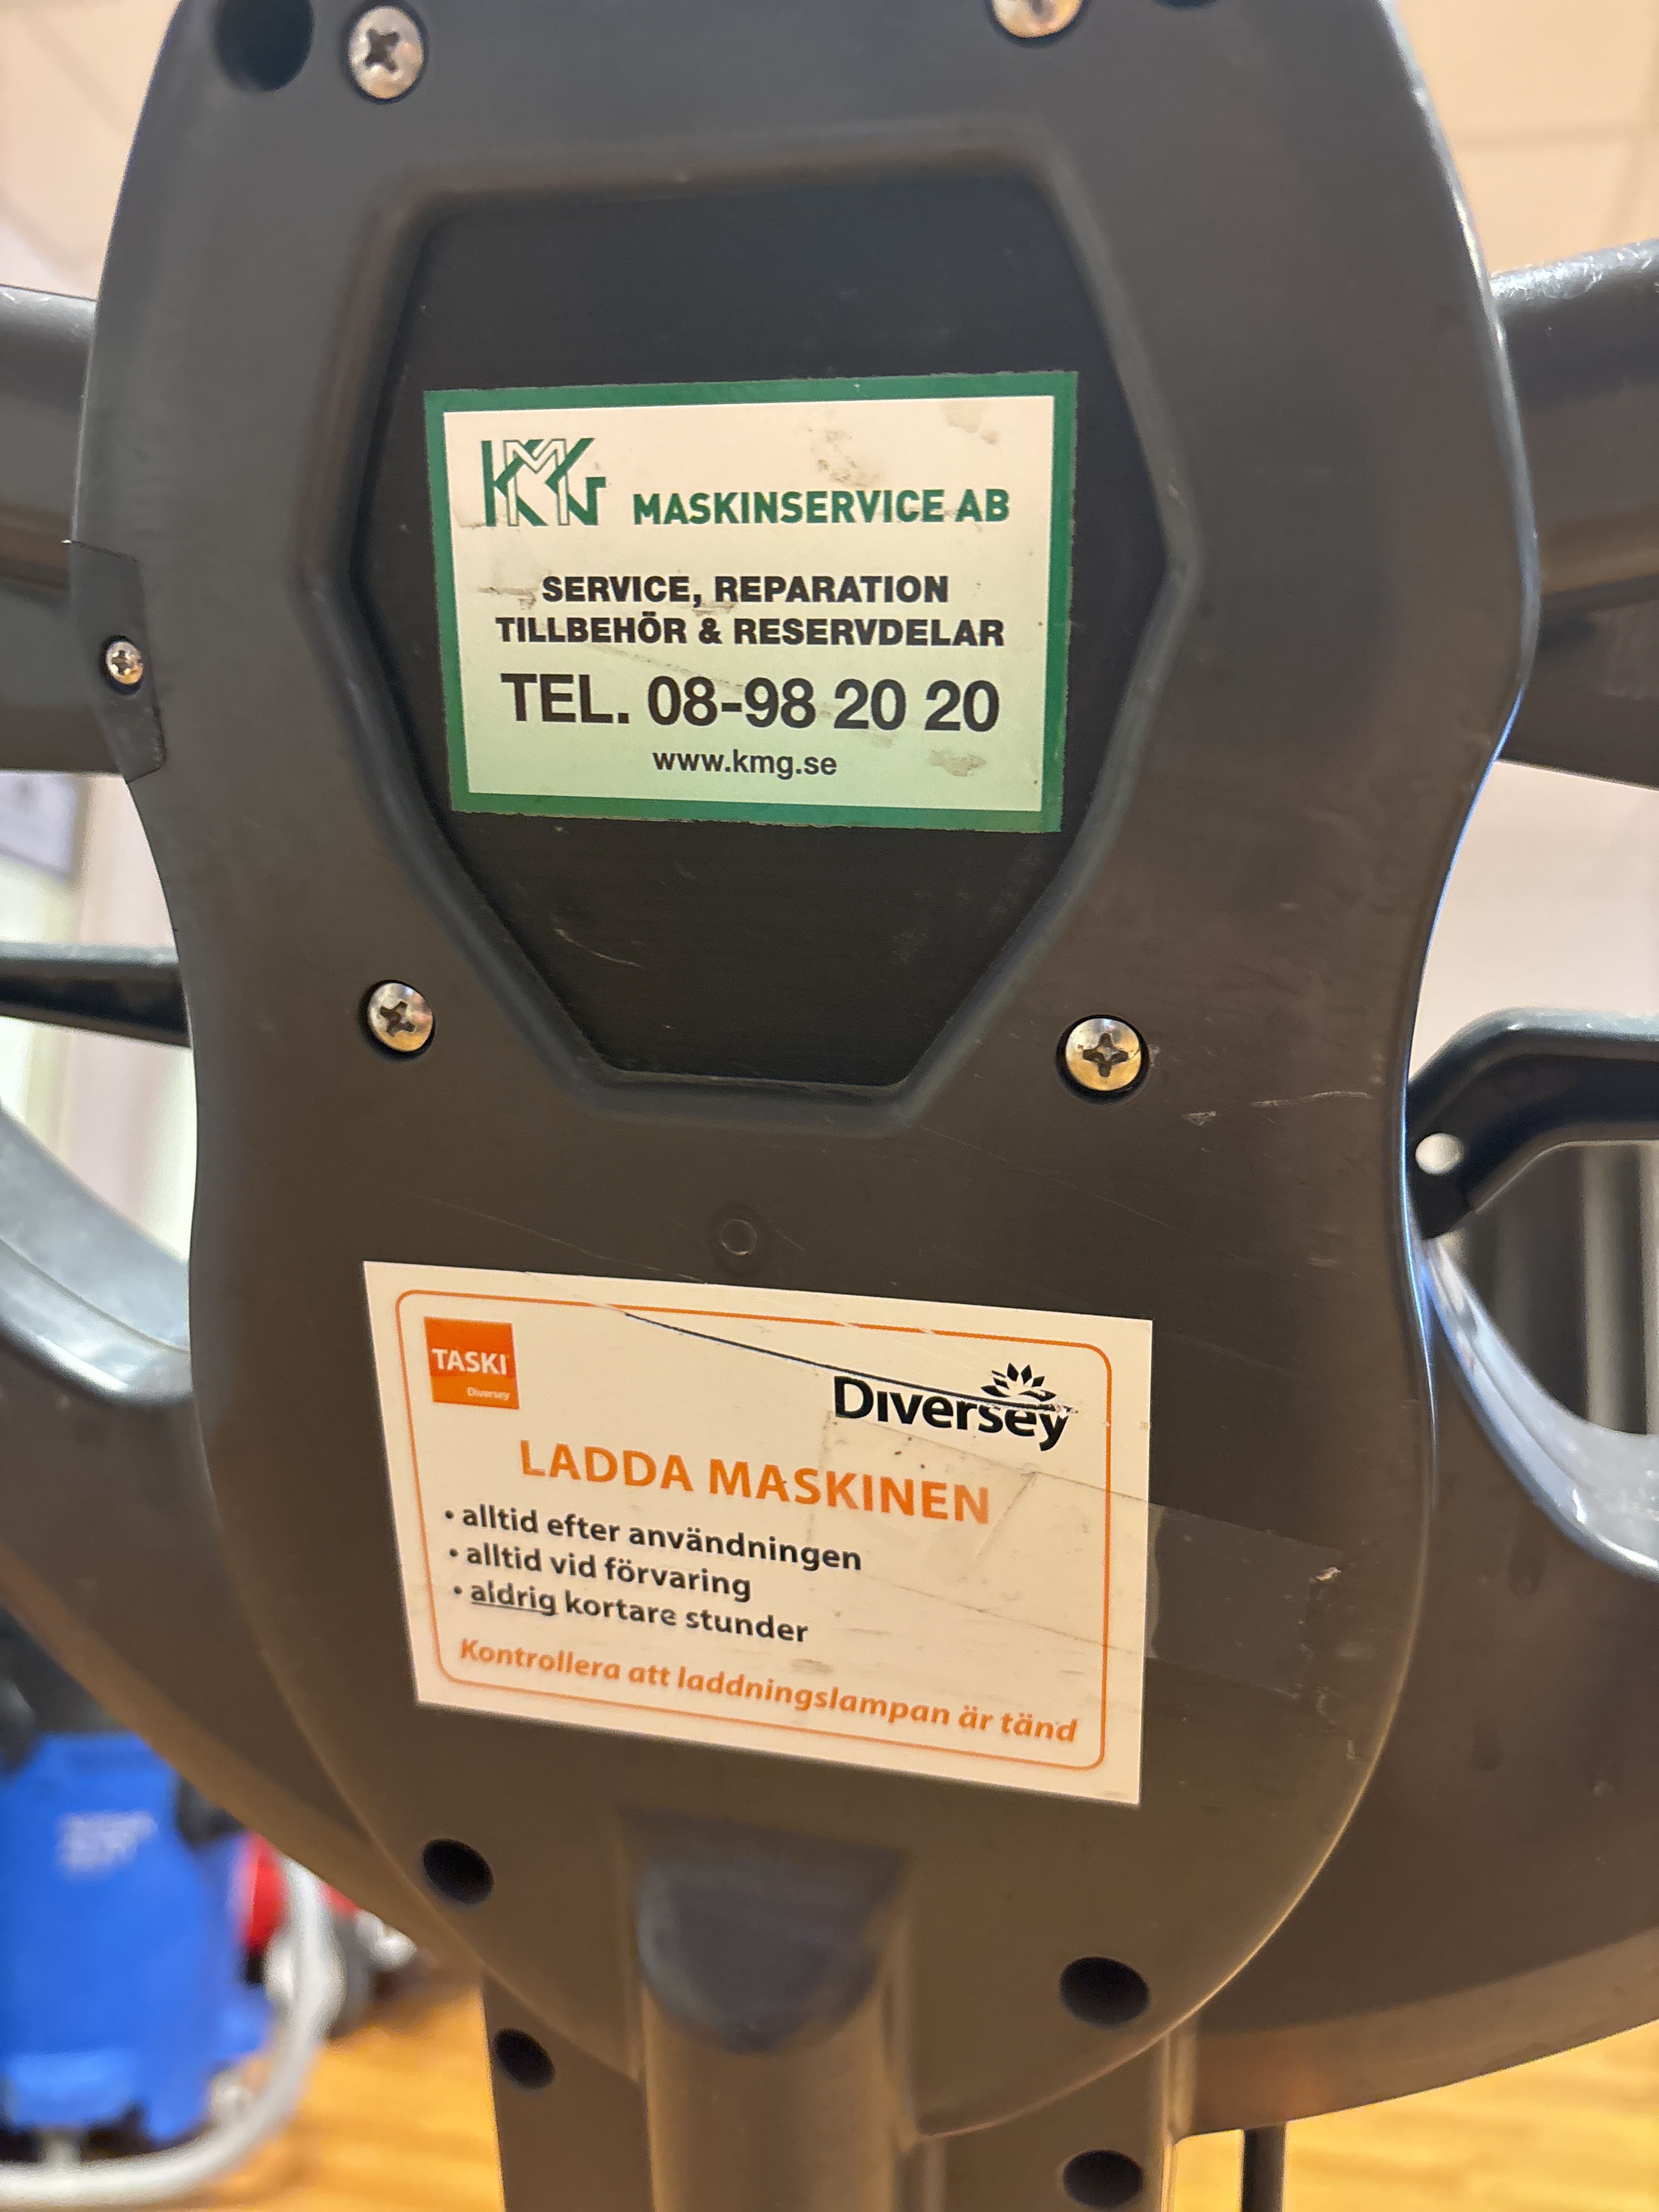 KMG MASKINSERVICE AB
SERVICE, REPARATION
TILLBEHÖR & RESERVDELAR
TEL. 08-98 20 20
www.kmg.se
TASKI
Diversey
Diversey
LADDA MASKINEN
• alltid efter användningen
• alltid vid förvaring
• aldrig kortare stunder
Kontrollera att laddningslampan är tänd